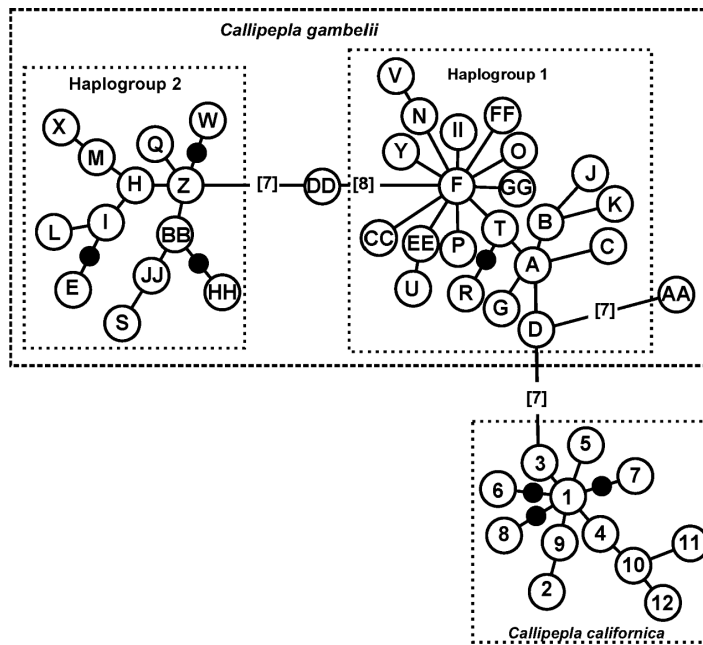 Callipepla gambelii
Haplogroup 2
Haplogroup 1
V
X
W
N
II
FF
Q
M
Y
O
J
H
Z
[7]
DD
[8]
F
GG
K
L
I
BB
CC
EE
P
T
B
C
E
JJ
HH
U
R
A
S
G
D
[7]
AA
[7]
3
5
6
1
7
8
9
4
11
2
10
12
Callipepla californica